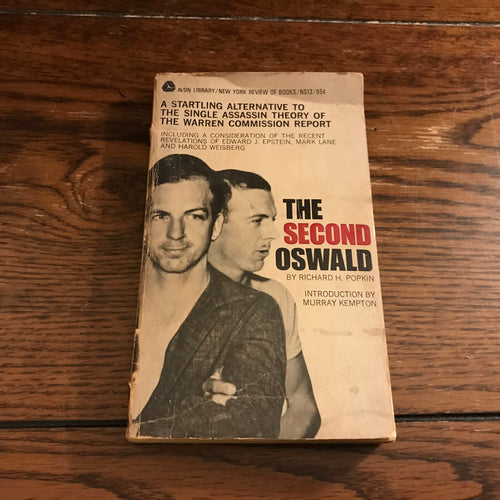 AVON LIBRARY/NEW YORK REVIEW OF BOOKS/NS13/95¢
A STARTLING ALTERNATIVE TO
THE SINGLE ASSASSIN THEORY OF
THE WARREN COMMISSION REPORT
INCLUDING A CONSIDERATION OF THE RECENT
REVELATIONS OF EDWARD J. EPSTEIN, MARK LANE
AND HAROLD WEISBERG
THE
SECOND
OSWALD
BY RICHARD H. POPKIN
INTRODUCTION BY
MURRAY KEMPTON